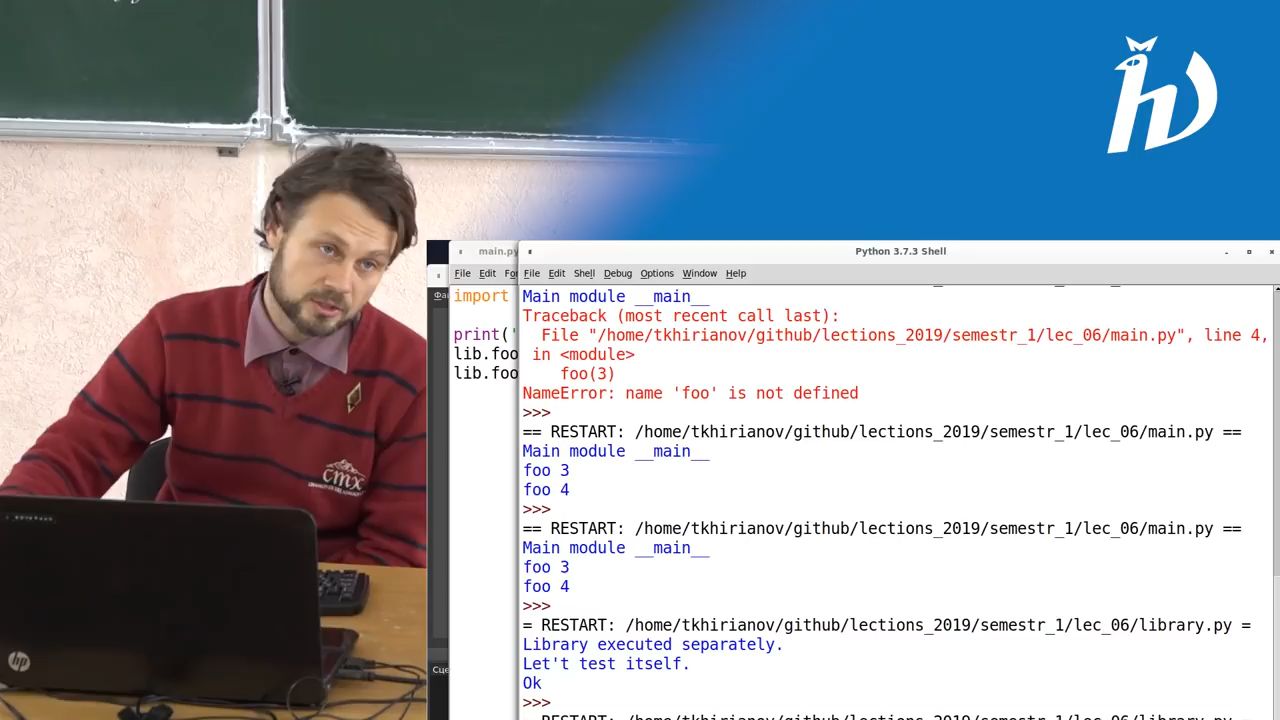 main.py
Python 3.7.3 Shell
File Edit
File Edit Shell Debug Options Window Help
import
print('
lib.foo
lib.foo
Main module __main__
Traceback (most recent call last):
File "/home/tkhirianov/github/lections_2019/semestr_1/lec_06/main.py", line 4,
in <module>
foo(3)
NameError: name 'foo' is not defined
>>>
== RESTART: /home/tkhirianov/github/lections_2019/semestr_1/lec_06/main.py ==
Main module __main__
foo 3
foo 4
>>>
== RESTART: /home/tkhirianov/github/lections_2019/semestr_1/lec_06/main.py ==
Main module __main__
foo 3
foo 4
>>>
= RESTART: /home/tkhirianov/github/lections_2019/semestr_1/lec_06/library.py =
Library executed separately.
Let't test itself.
Ok
>>>
cmx
hp